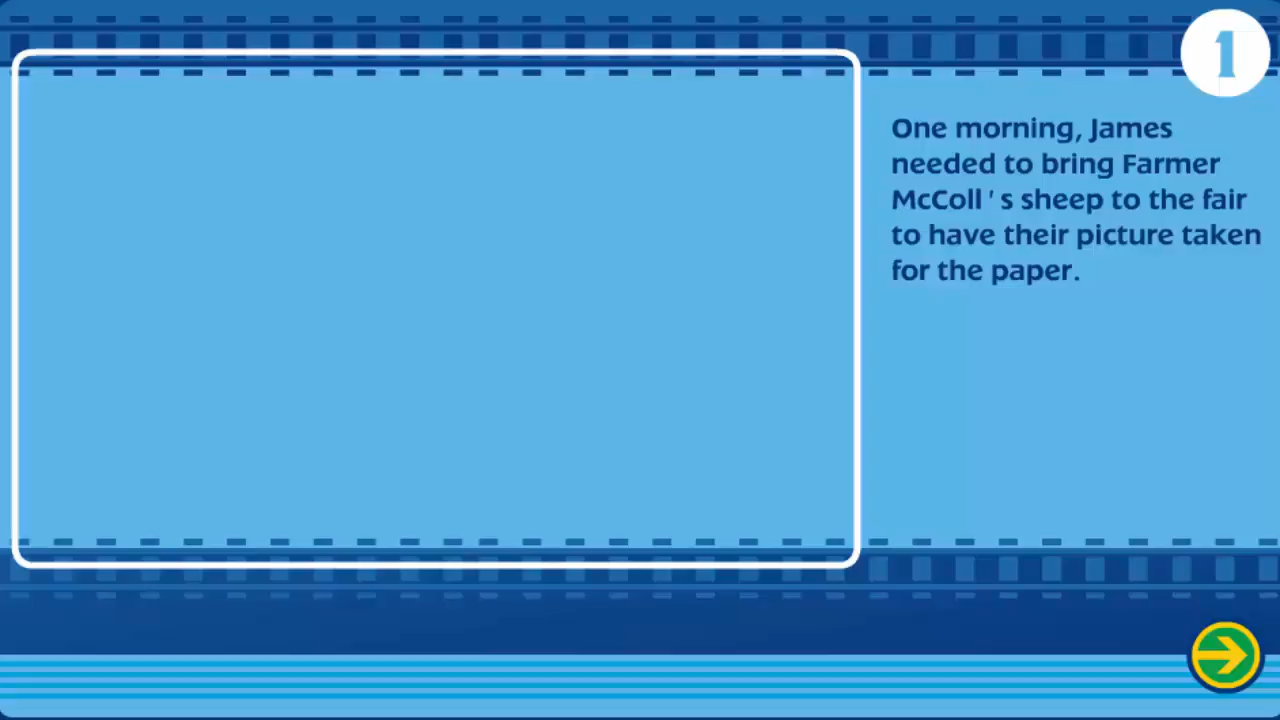 1
One morning, James
needed to bring Farmer
McColl ' s sheep to the fair
to have their picture taken
for the paper.